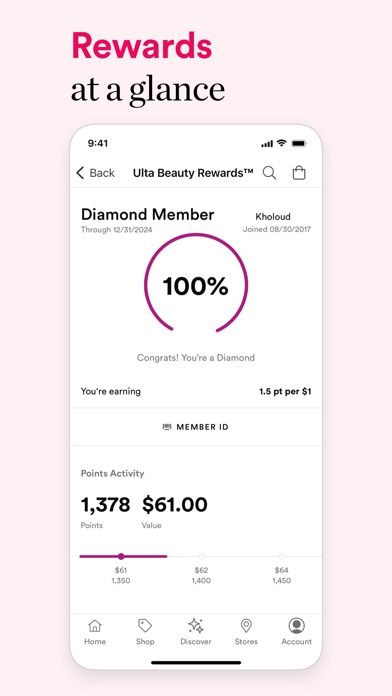 Rewards
at a glance
9:41
Back
Ulta Beauty Rewards™
Diamond Member
Kholoud
Through 12/31/2024
Joined 08/30/2017
100%
Congrats! You're a Diamond
You're earning
1.5 pt per $1
MEMBER ID
Points Activity
1,378 $61.00
Points Value
$61 $62 $64
1,350 1,400 1,450
Home Shop Discover Stores Account